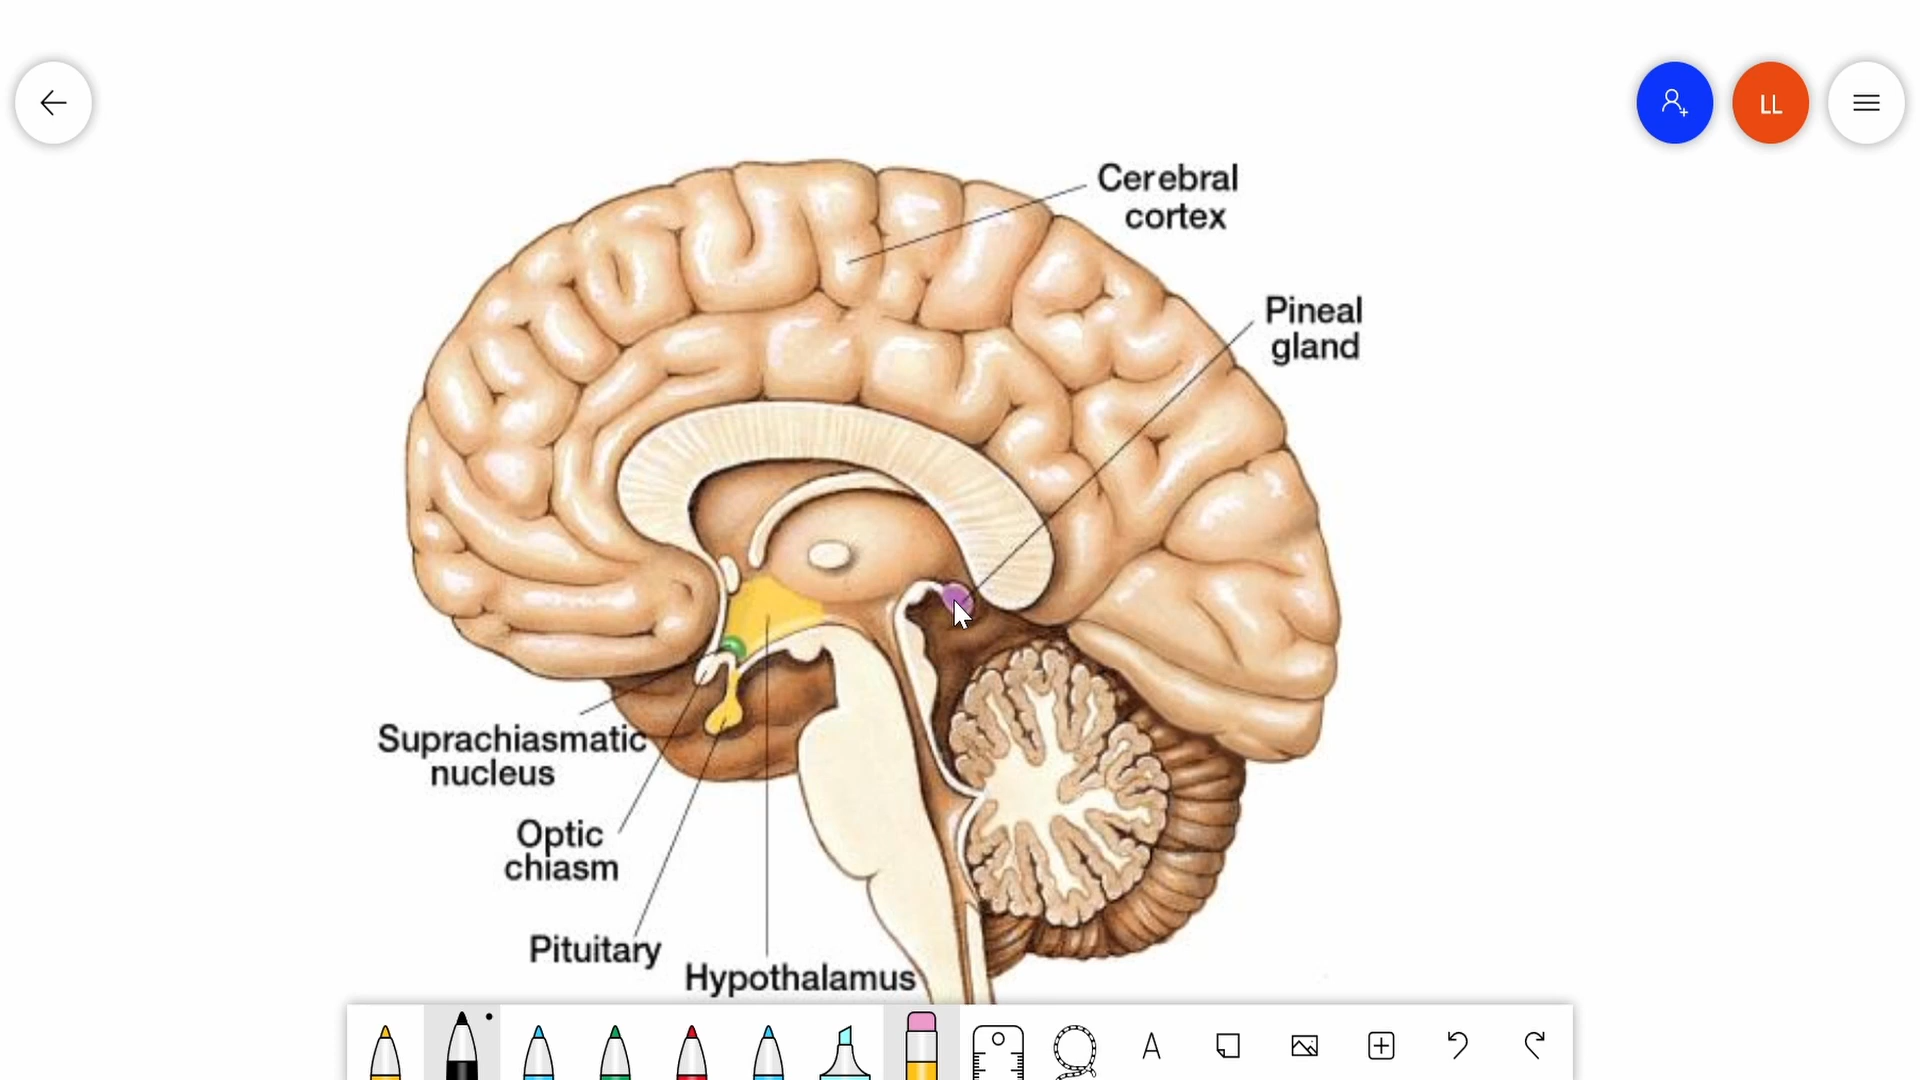 LL
Cerebral
cortex
Pineal
gland
Suprachiasmatic
nucleus
Optic
chiasm
Pituitary
Hypothalamus
A